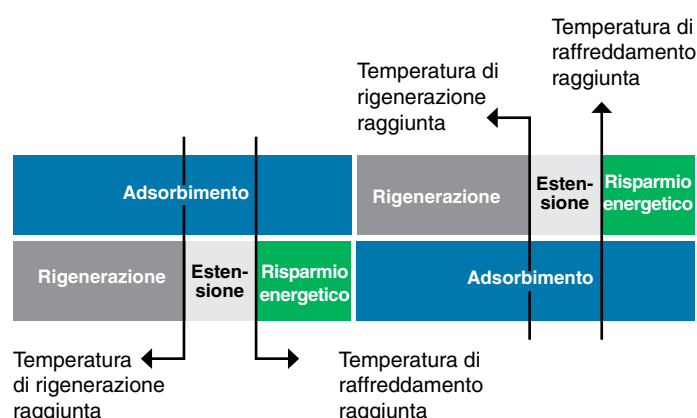 Temperatura di
raffreddamento
raggiunta
Temperatura di
rigenerazione
raggiunta
Adsorbimento
Rigenerazione
Esten-
sione
Risparmio
energetico
Rigenerazione
Esten-
sione
Risparmio
energetico
Adsorbimento
Temperatura
di rigenerazione
raggiunta
Temperatura di
raffreddamento
raggiunta